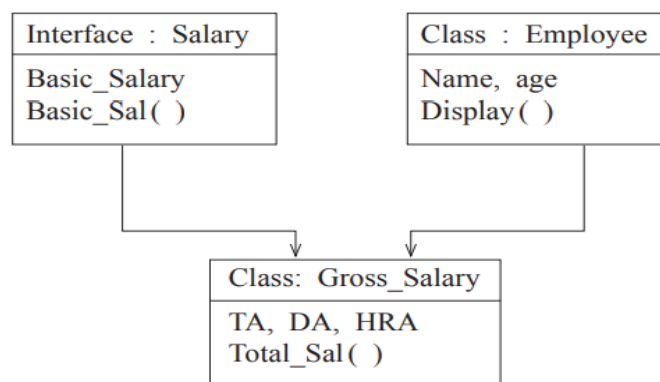 Interface : Salary
Basic_Salary
Basic_Sal( )
Class : Employee
Name, age
Display( )
Class: Gross_Salary
TA, DA, HRA
Total_Sal( )